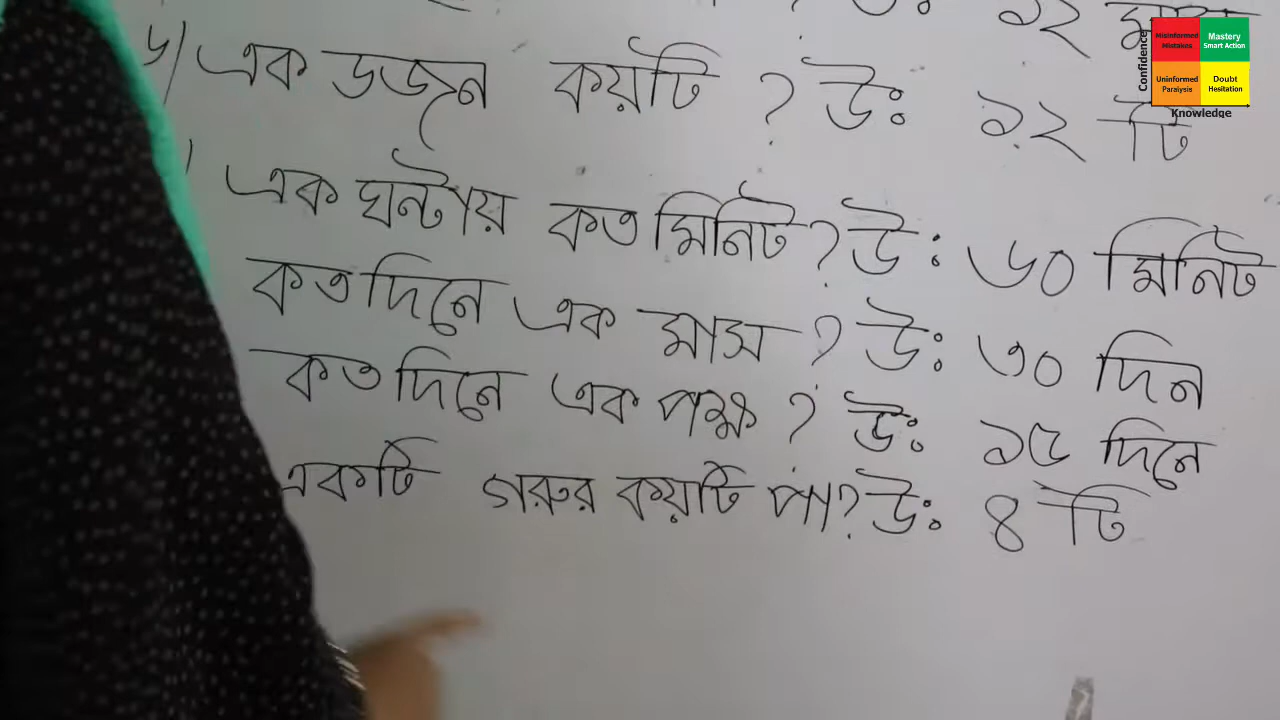 ? উঃ ১২ মাস
৬) এক ডজন কয়টি ? উঃ ১২ টি
এক ঘন্টায় কত মিনিট ? উঃ ৬০ মিনিট
কত দিনে এক মাস ? উঃ ৩০ দিন
কত দিনে এক পক্ষ ? উঃ ১৫ দিনে
একটি গরুর কয়টি পা ? উঃ ৪ টি
Confidence
Misinformed Mistakes
Mastery Smart Action
Uninformed Paralysis
Doubt Hesitation
Knowledge